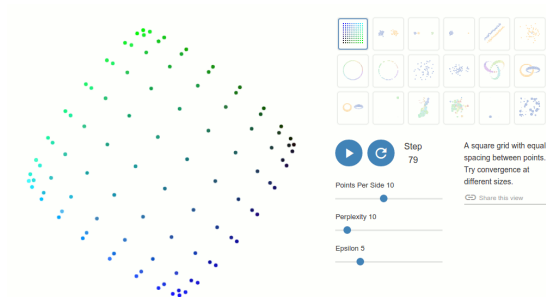 Step
79
A square grid with equal
spacing between points.
Try convergence at
different sizes.
Share this view
Points Per Side 10
Perplexity 10
Epsilon 5